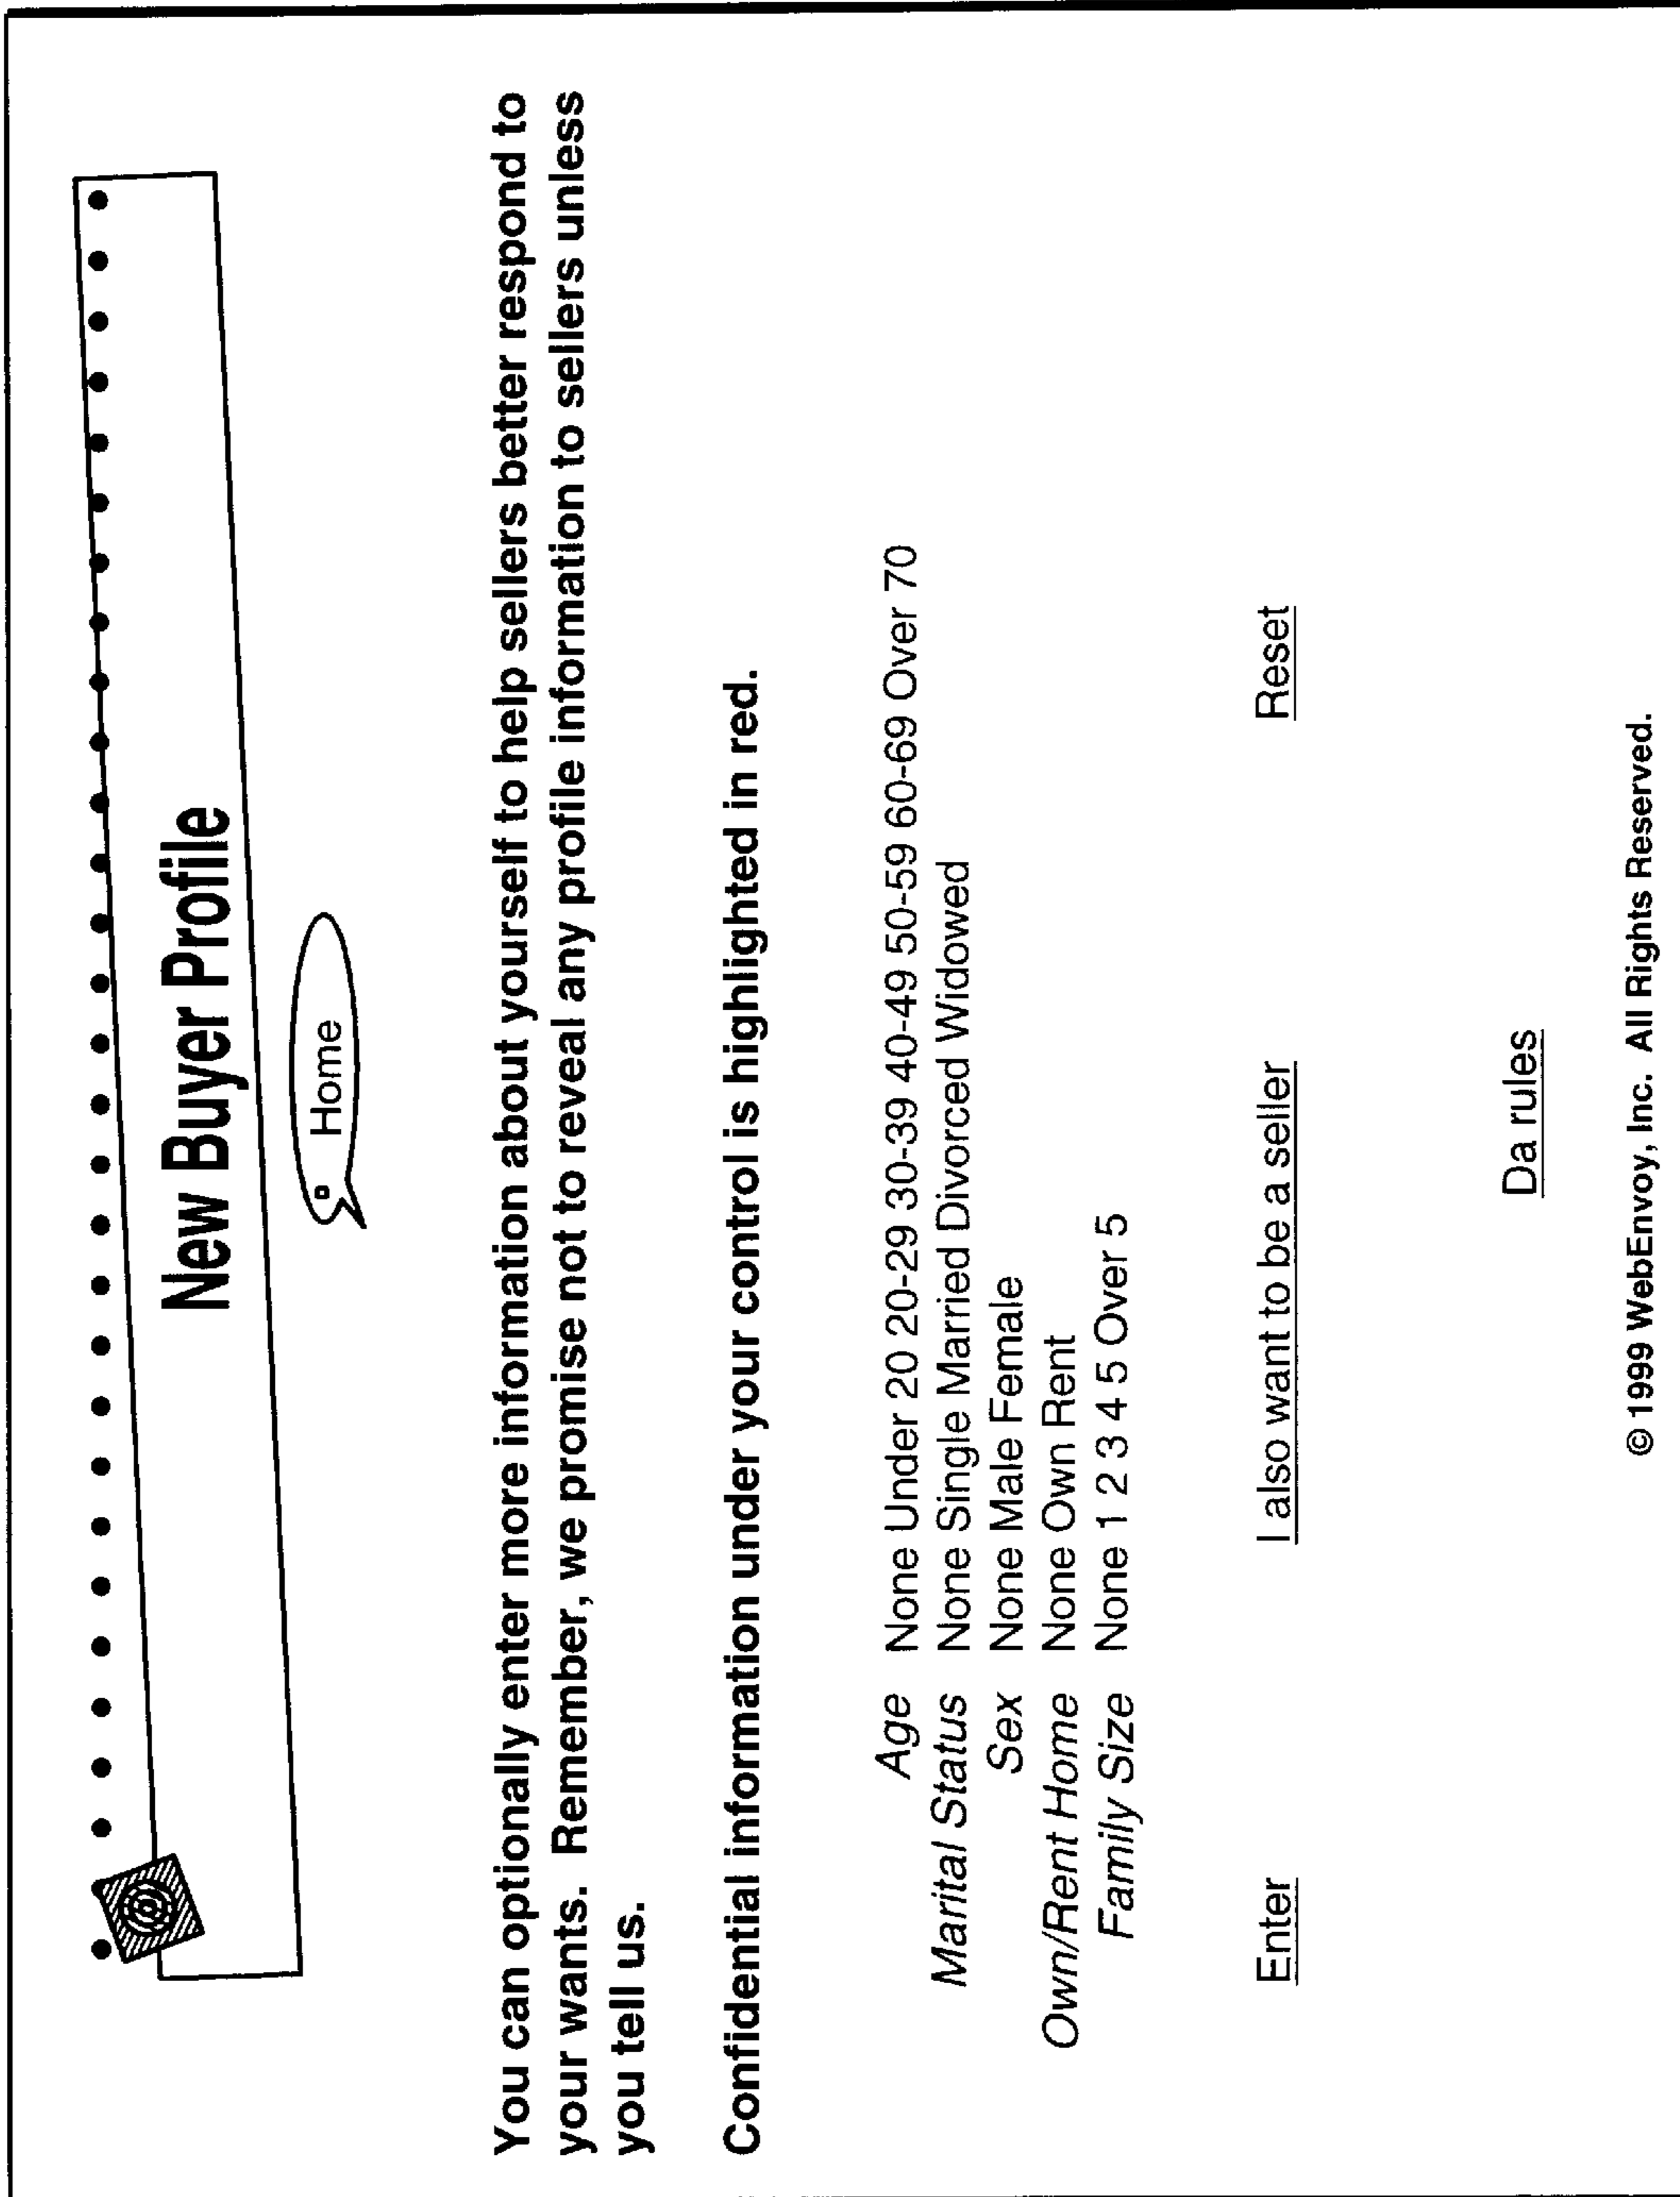 New Buyer Profile
Home
You can optionally enter more information about yourself to help sellers better respond to
your wants. Remember, we promise not to reveal any profile information to sellers unless
you tell us.
Confidential information under your control is highlighted in red.
Age None Under 20 20-29 30-39 40-49 50-59 60-69 Over 70
Marital Status None Single Married Divorced Widowed
Sex None Male Female
Own/Rent Home None Own Rent
Family Size None 1 2 3 4 5 Over 5
Enter I also want to be a seller Reset
Da rules
© 1999 WebEnvoy, Inc. All Rights Reserved.